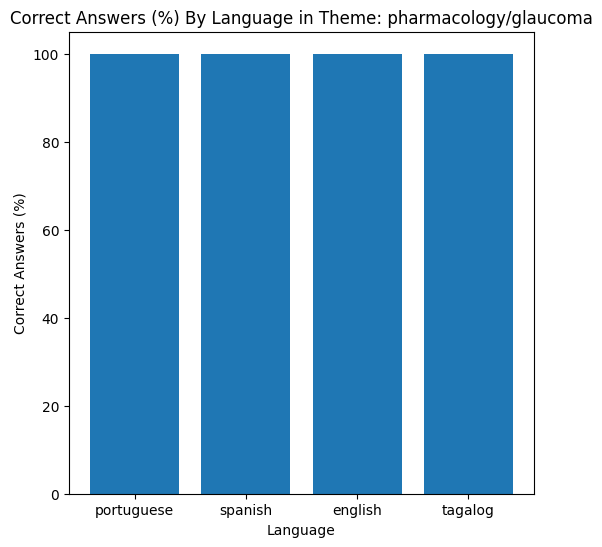 Correct Answers (%) By Language in Theme: pharmacology/glaucoma
100
80
60
40
20
0
Correct Answers (%)
portuguese spanish english tagalog
Language